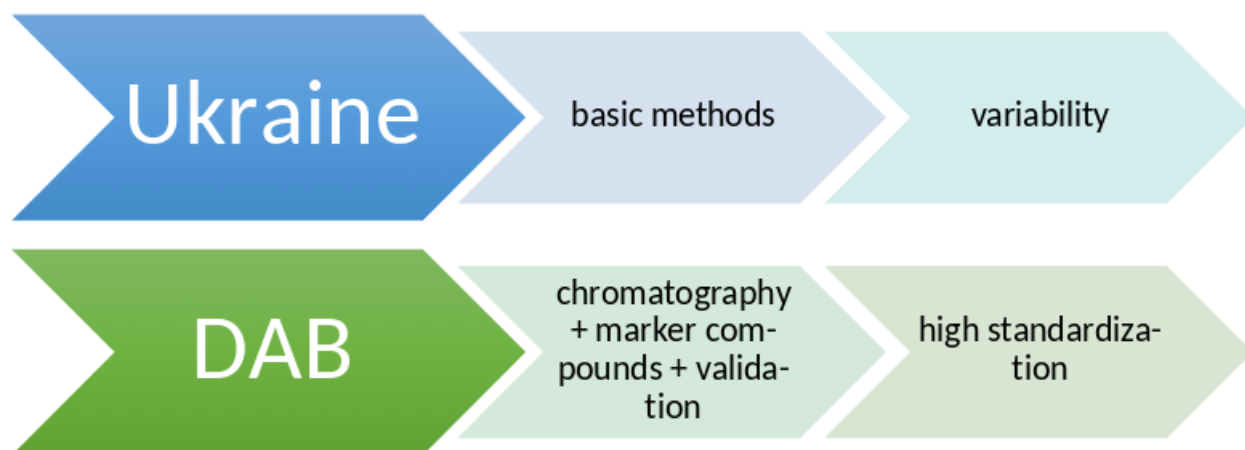 Ukraine
basic methods
variability
DAB
chromatography
+ marker com-
pounds + valida-
tion
high standardiza-
tion